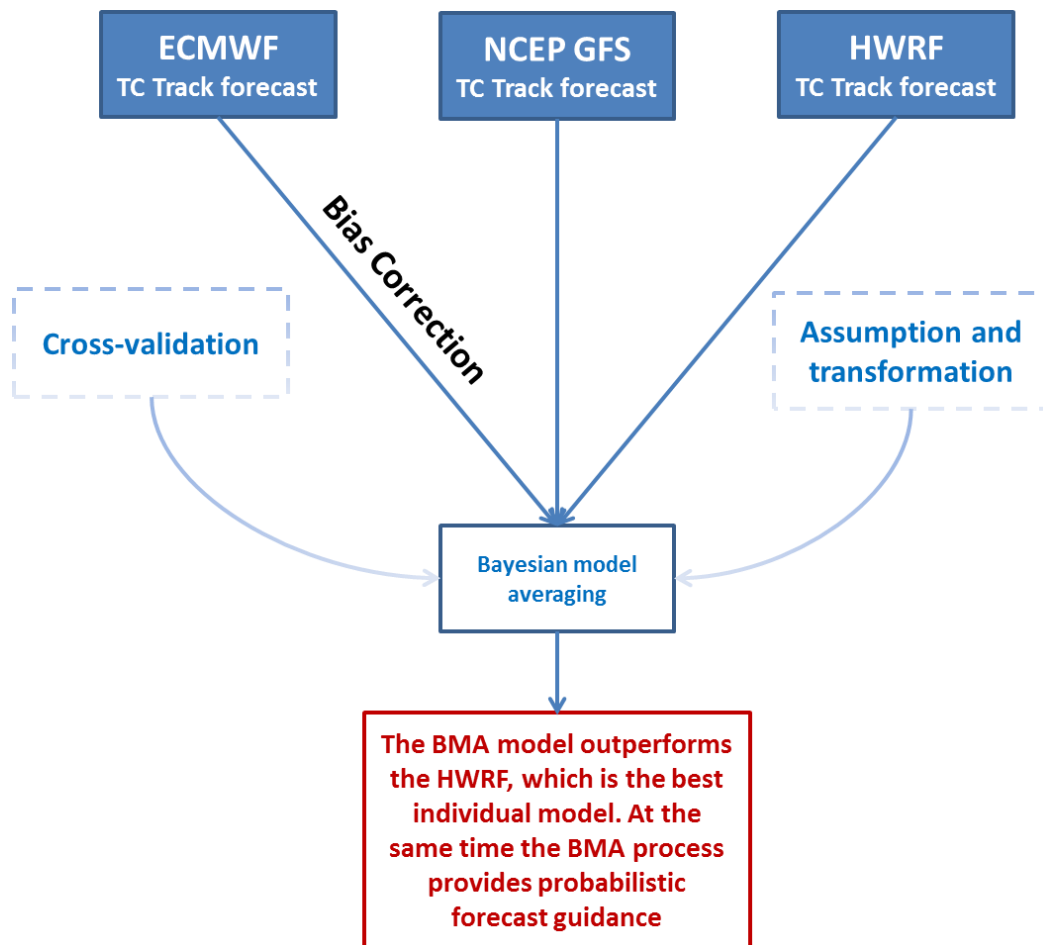 ECMWF
TC Track forecast
NCEP GFS
TC Track forecast
HWRF
TC Track forecast
Bias Correction
Cross-validation
Assumption and
transformation
Bayesian model
averaging
The BMA model outperforms
the HWRF, which is the best
individual model. At the
same time the BMA process
provides probabilistic
forecast guidance